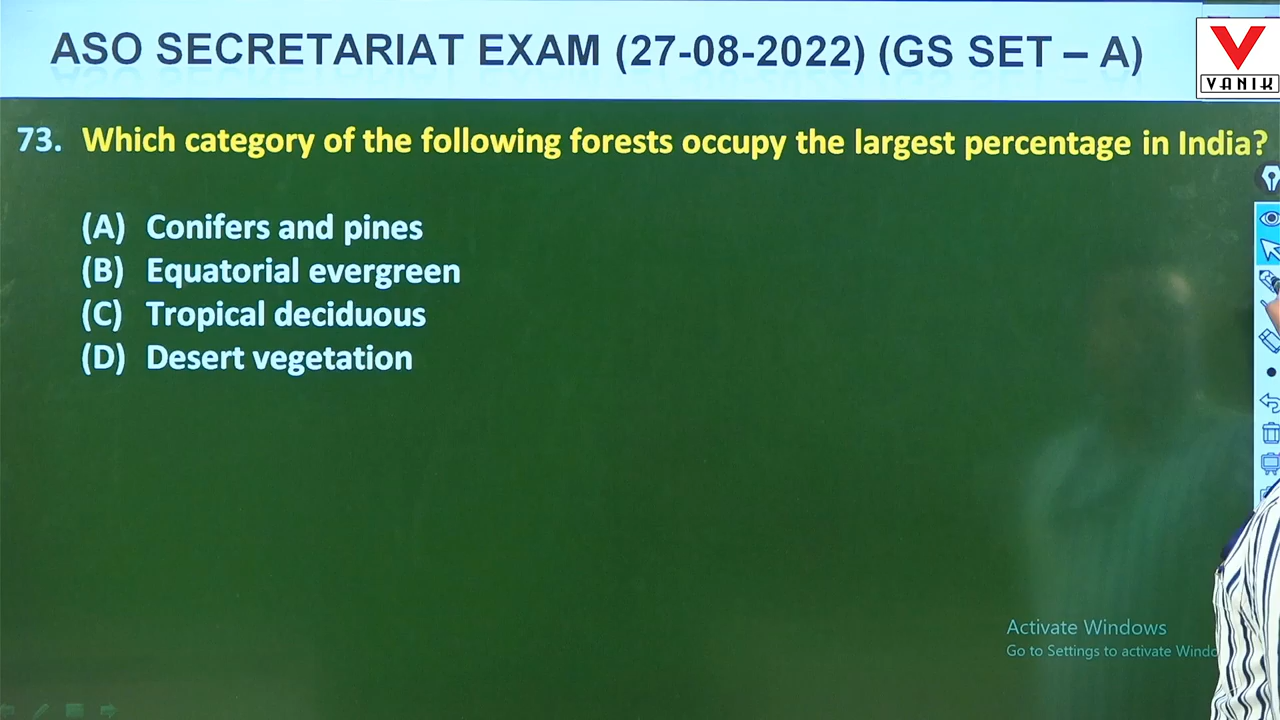 ASO SECRETARIAT EXAM (27-08-2022) (GS SET – A)
VANIK
73. Which category of the following forests occupy the largest percentage in India?
(A) Conifers and pines
(B) Equatorial evergreen
(C) Tropical deciduous
(D) Desert vegetation
Activate Windows
Go to Settings to activate